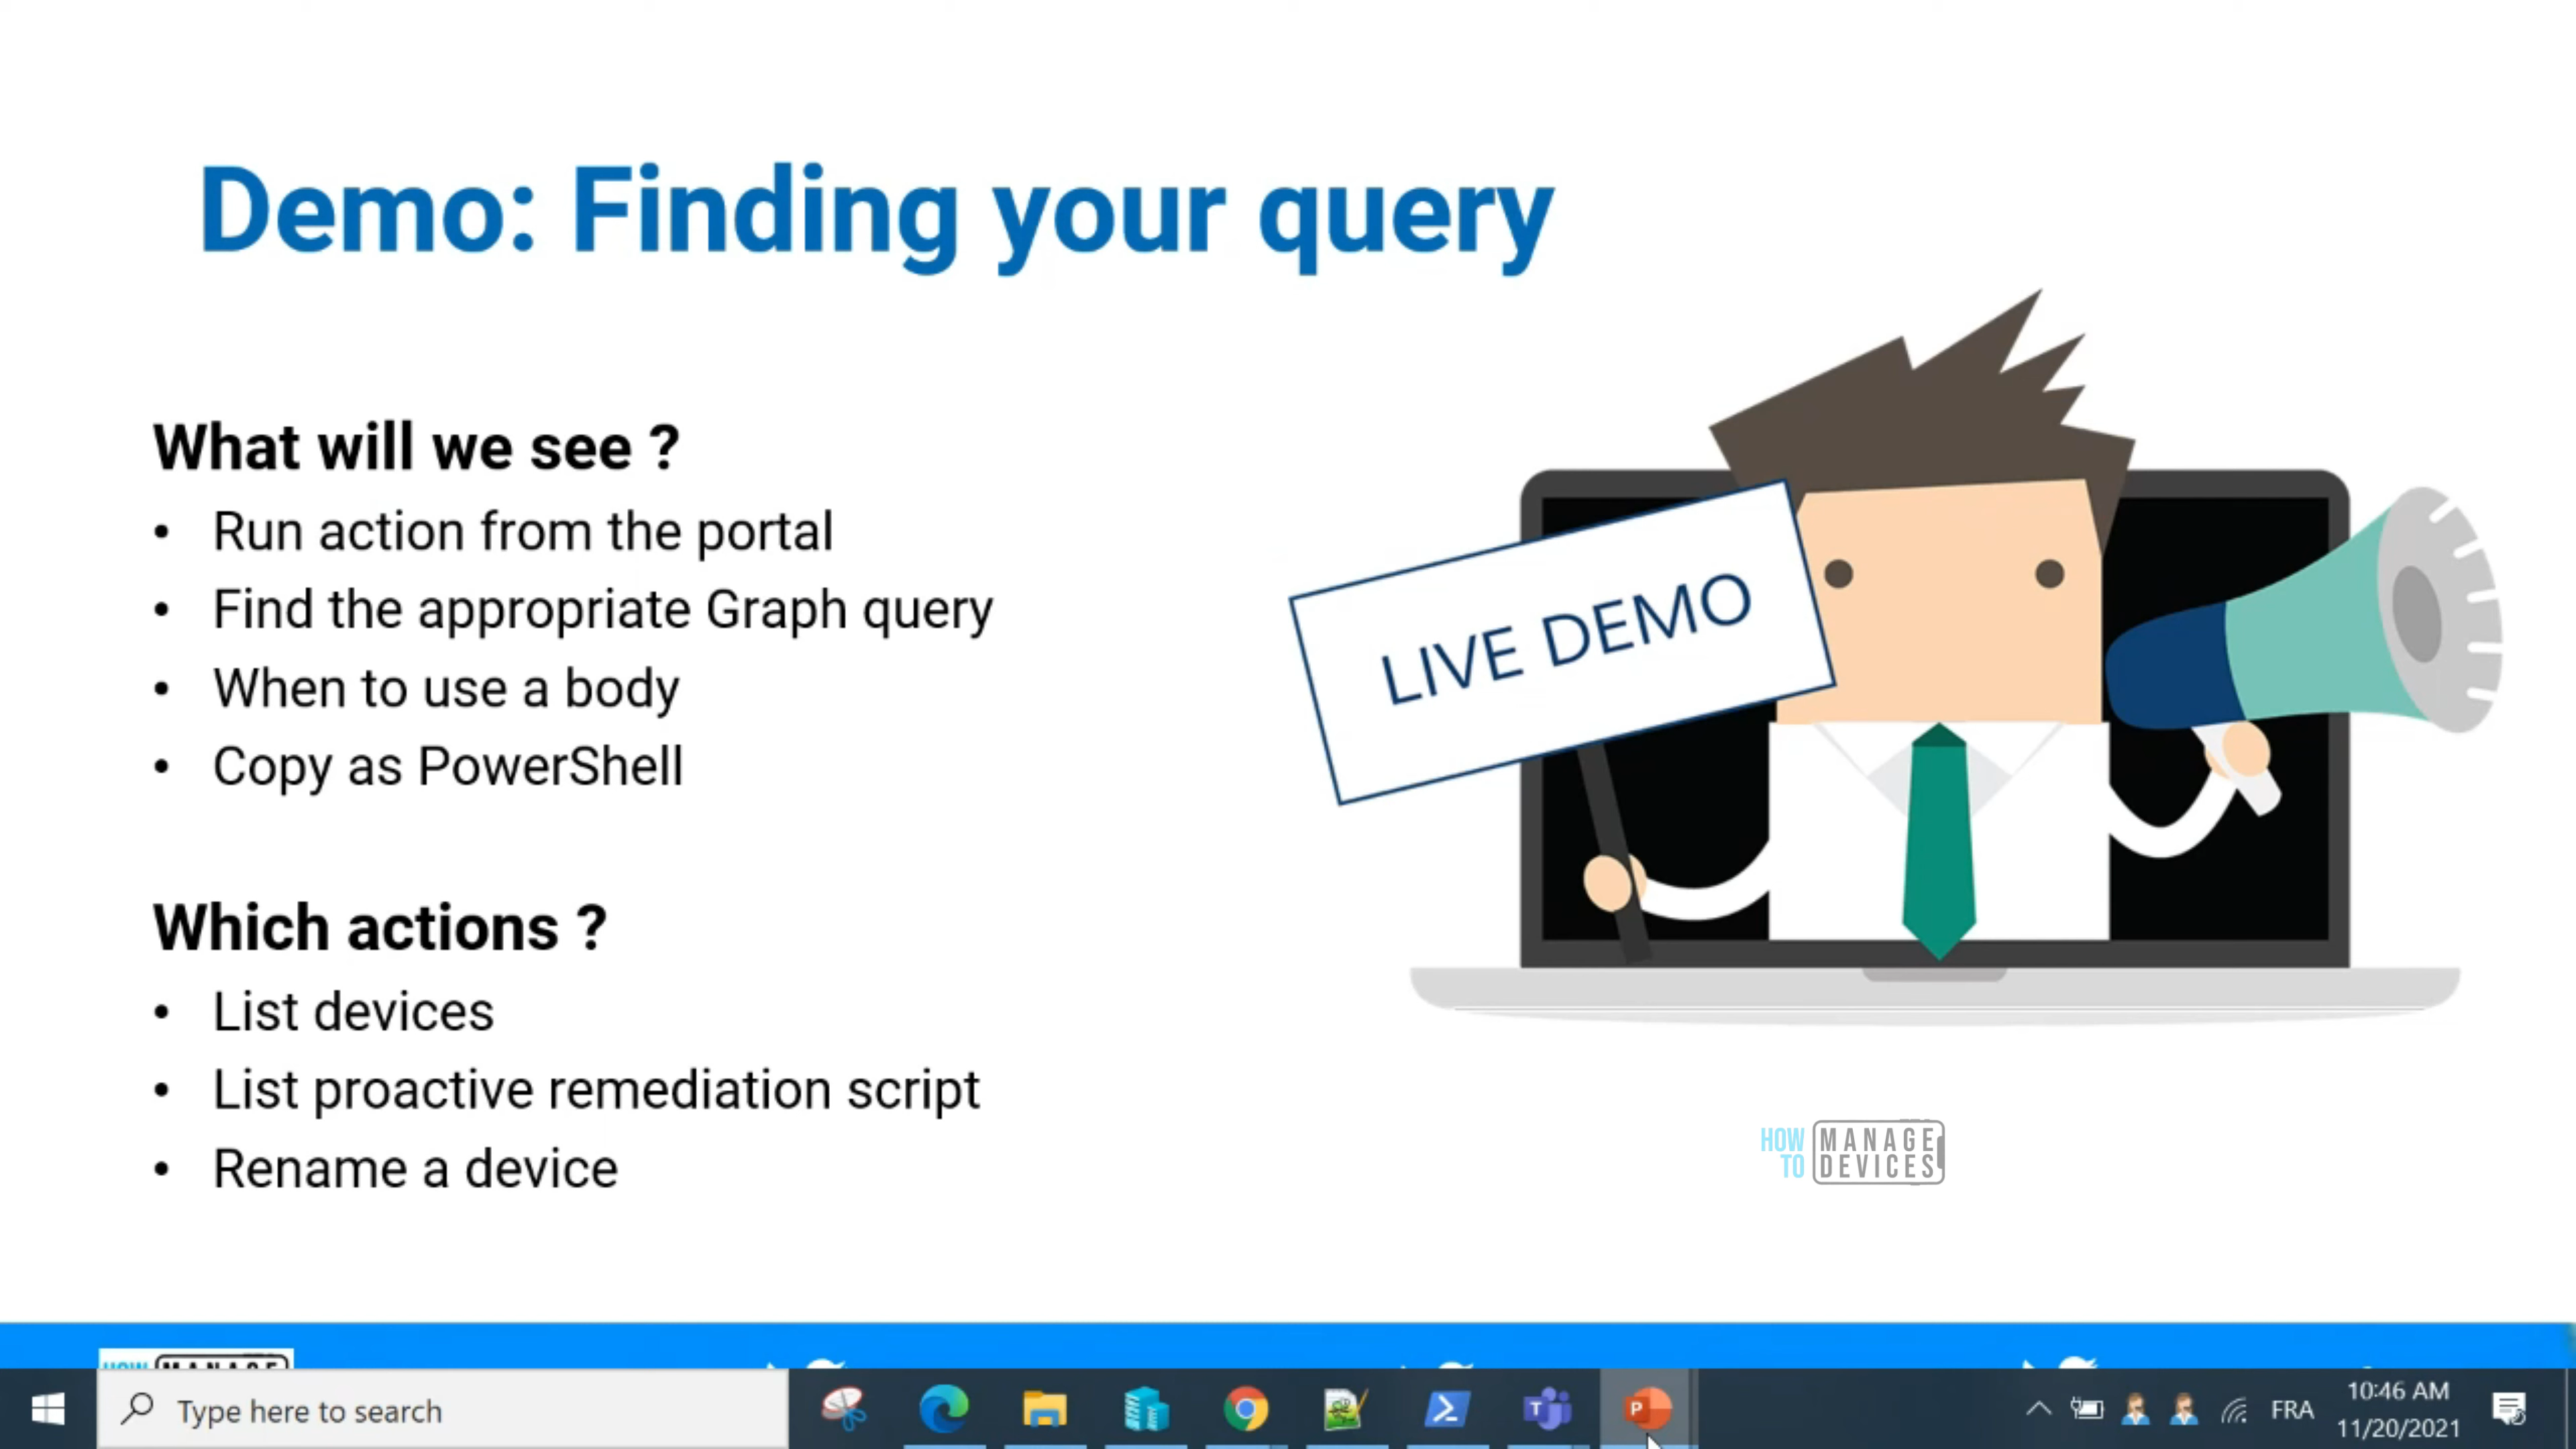 Demo: Finding your query
What will we see ?
• Run action from the portal
• Find the appropriate Graph query
• When to use a body
• Copy as PowerShell
Which actions ?
• List devices
• List proactive remediation script
• Rename a device
LIVE DEMO
HOW TO
MANAGE
DEVICES
HOW MANAGE
Type here to search
FRA
10:46 AM
11/20/2021